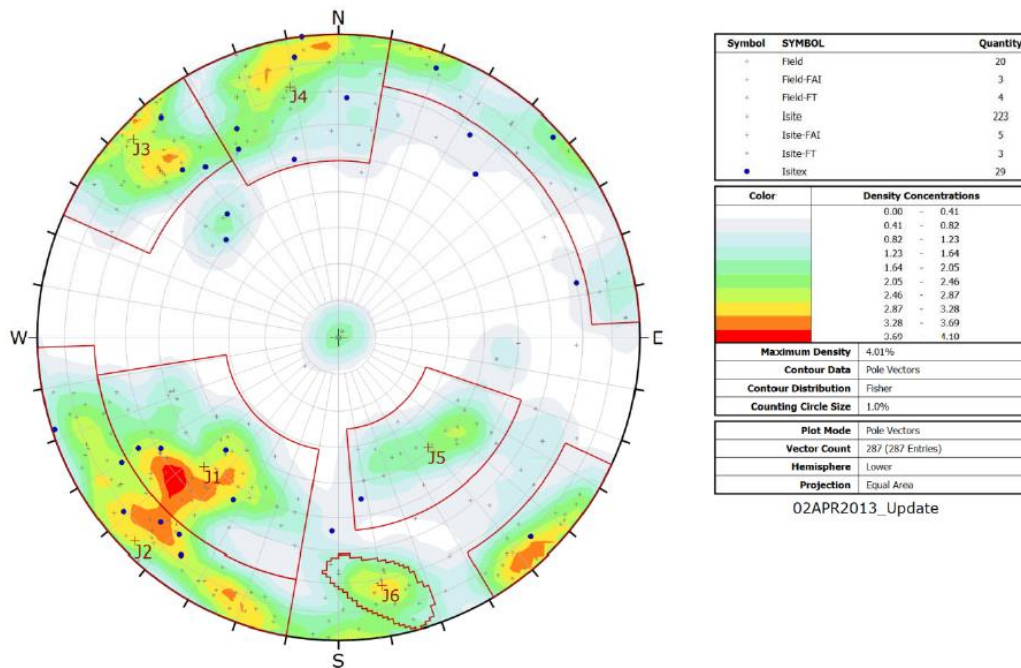 N
W
E
S
J1
J2
J3
J4
J5
J6
Symbol SYMBOL Quantity
Field 20
Field-FAI 3
Field-FT 4
Isite 223
Isite-FAI 5
Isite-FT 3
Isitex 29
Color Density Concentrations
0.00 - 0.41
0.41 - 0.82
0.82 - 1.23
1.23 - 1.64
1.64 - 2.05
2.05 - 2.46
2.46 - 2.87
2.87 - 3.28
3.28 - 3.69
3.69 - 4.10
Maximum Density 4.01%
Contour Data Pole Vectors
Contour Distribution Fisher
Counting Circle Size 1.0%
Plot Mode Pole Vectors
Vector Count 287 (287 Entries)
Hemisphere Lower
Projection Equal Area
02APR2013_Update